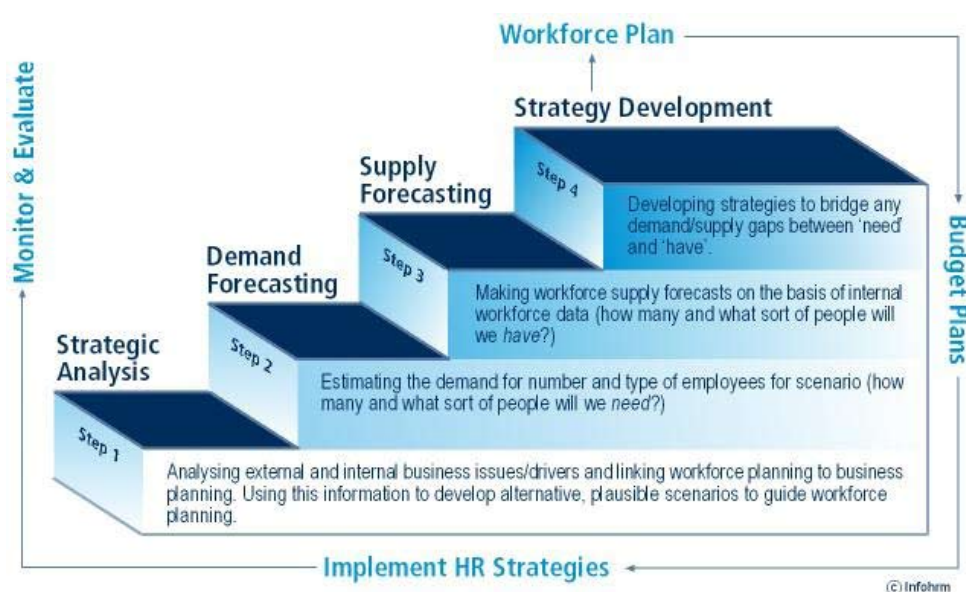 Workforce Plan
Strategy Development
Step 4
Developing strategies to bridge any
demand/supply gaps between ‘need’
and ‘have’.
Supply
Forecasting
Step 3
Making workforce supply forecasts on the basis of internal
workforce data (how many and what sort of people will
we have?)
Demand
Forecasting
Step 2
Estimating the demand for number and type of employees for scenario (how
many and what sort of people will we need?)
Strategic
Analysis
Step 1
Analysing external and internal business issues/drivers and linking workforce planning to business
planning. Using this information to develop alternative, plausible scenarios to guide workforce
planning.
Monitor & Evaluate
Budget Plans
Implement HR Strategies
© Infohrm